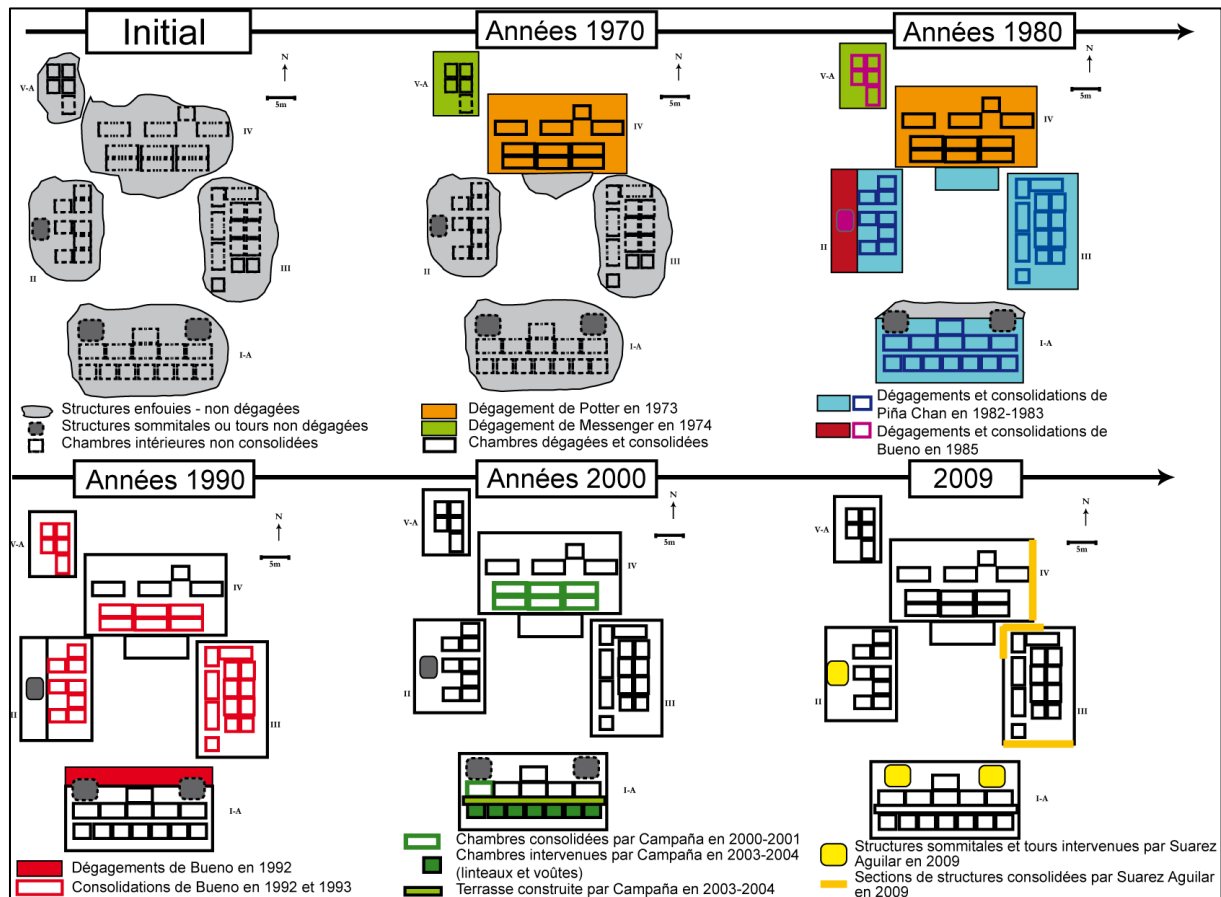 Initial
Années 1970
Années 1980
N
5m
V-A
IV
II
III
I-A
N
5m
V-A
IV
II
III
I-A
N
5m
V-A
IV
II
III
I-A
Structures enfouies - non dégagées
Structures sommitales ou tours non dégagées
Chambres intérieures non consolidées
Dégagement de Potter en 1973
Dégagement de Messenger en 1974
Chambres dégagées et consolidées
Dégagements et consolidations de
Piña Chan en 1982-1983
Dégagements et consolidations de
Bueno en 1985
Années 1990
Années 2000
2009
N
5m
V-A
IV
II
III
I-A
N
5m
V-A
IV
II
III
I-A
N
5m
V-A
IV
II
III
I-A
Dégagements de Bueno en 1992
Consolidations de Bueno en 1992 et 1993
Chambres consolidées par Campaña en 2000-2001
Chambres intervenues par Campaña en 2003-2004
(linteaux et voûtes)
Terrasse construite par Campaña en 2003-2004
Structures sommitales et tours intervenues par Suarez
Aguilar en 2009
Sections de structures consolidées par Suarez Aguilar
en 2009